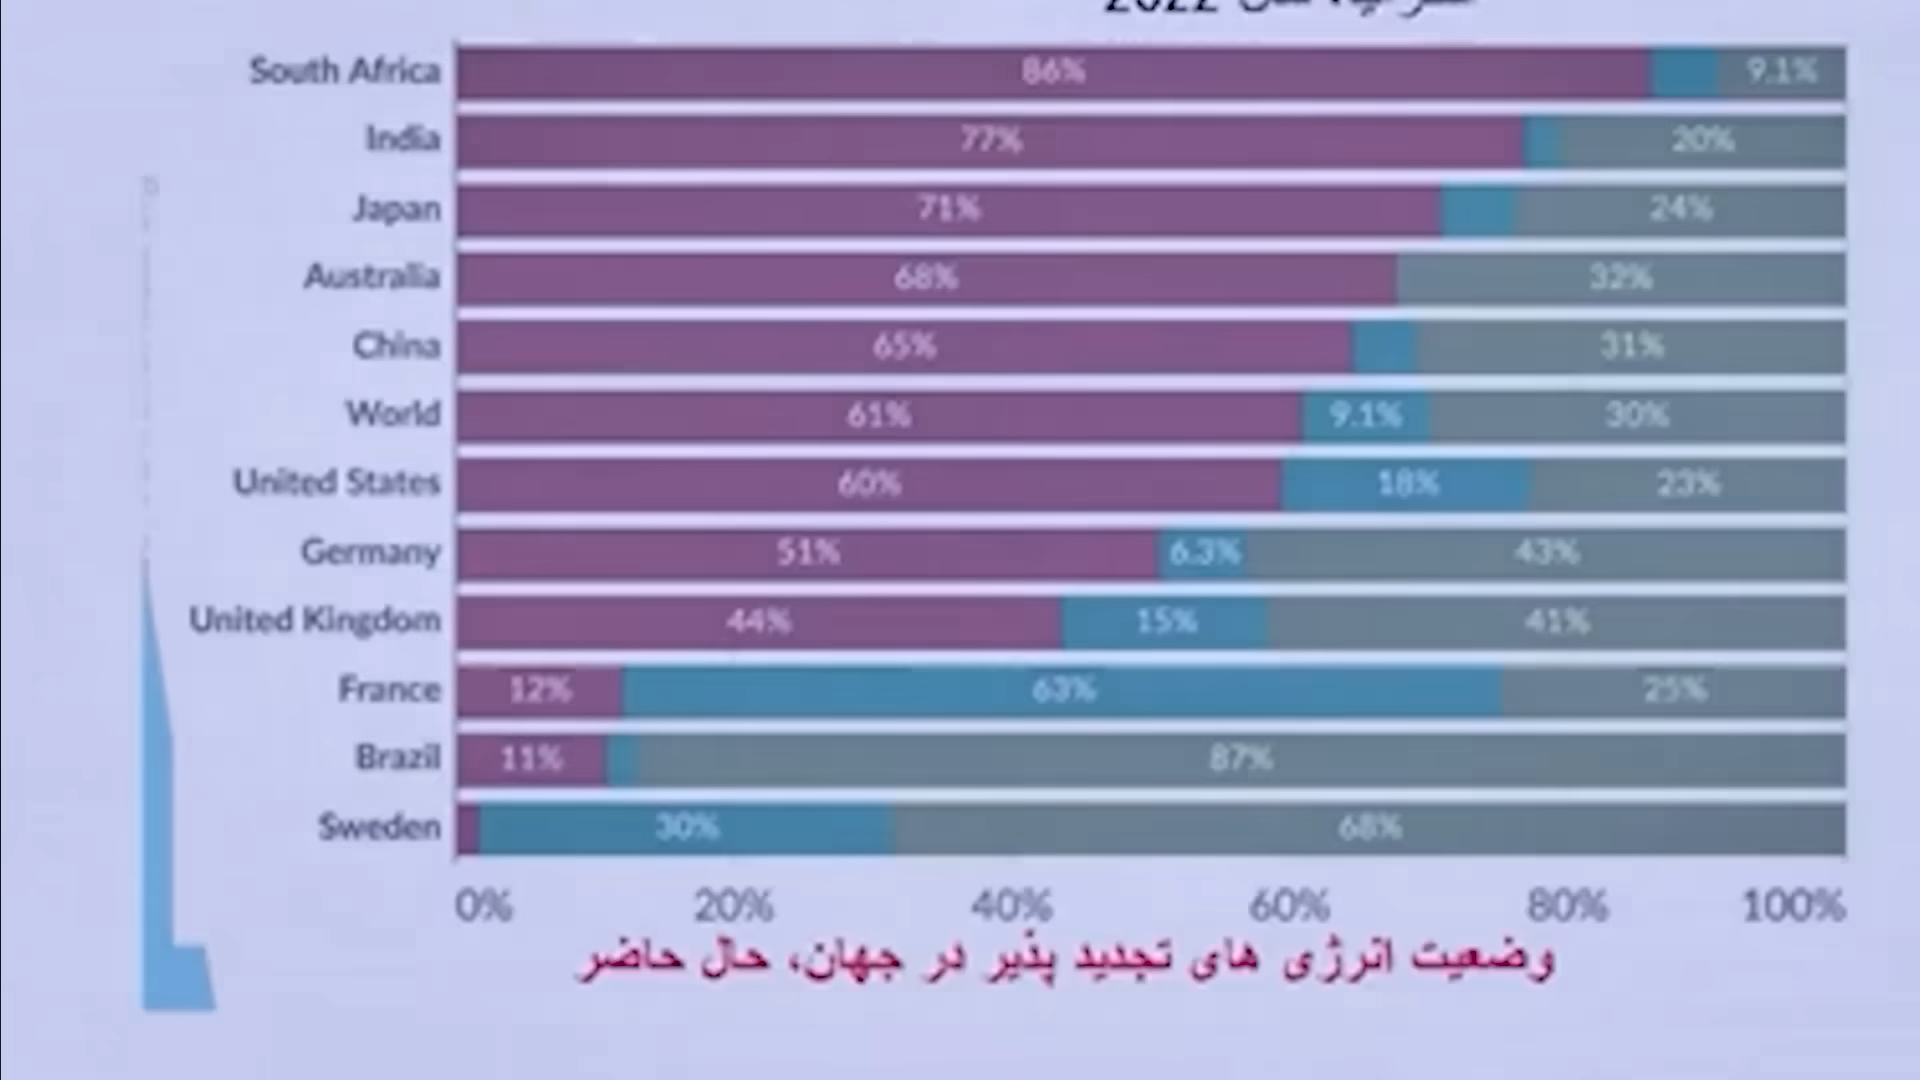 2022
South Africa 86% 9.1%
India 77% 20%
Japan 71% 24%
Australia 68% 32%
China 65% 31%
World 61% 9.1% 30%
United States 60% 18% 23%
Germany 51% 6.3% 43%
United Kingdom 44% 15% 41%
France 12% 63% 25%
Brazil 11% 87%
Sweden 30% 68%
0% 20% 40% 60% 80% 100%
وضعیت انرژی های تجدید پذیر در جهان، حال حاضر